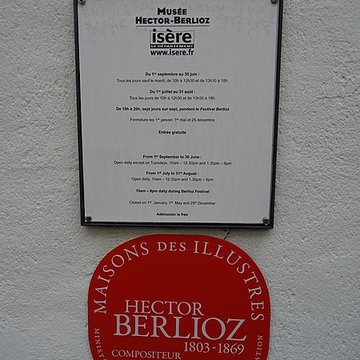 MUSÉE
HECTOR-BERLIOZ
isère
LE DÉPARTEMENT
www.isere.fr
Du 1er septembre au 30 juin :
Tous les jours sauf le mardi, de 10h à 12h30 et de 13h30 à 18h.
Du 1er juillet au 31 août :
Tous les jours de 10h à 12h30 et de 13h30 à 18h.
De 10h à 20h, sept jours sur sept, pendant le Festival Berlioz
Fermeture les 1er janvier, 1er mai et 25 décembre
Entrée gratuite
From 1st September to 30 June :
Open daily except on Tuesdays, 10am – 12.30pm and 1.30pm – 6pm
From 1st July to 31st August :
Open daily, 10am – 12.30pm and 1.30pm – 6pm
10am – 8pm daily during Berlioz Festival
Closed on 1st January, 1st May and 25th December
Admission is free
MAISONS DES ILLUSTRES
HECTOR
BERLIOZ
1803-1869
COMPOSITEUR